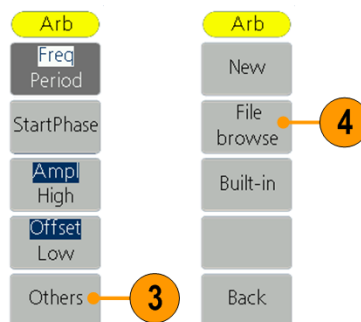 Arb
Freq
Period
StartPhase
Ampl
High
Offset
Low
Others
3
Arb
New
File
browse
4
Built-in
Back